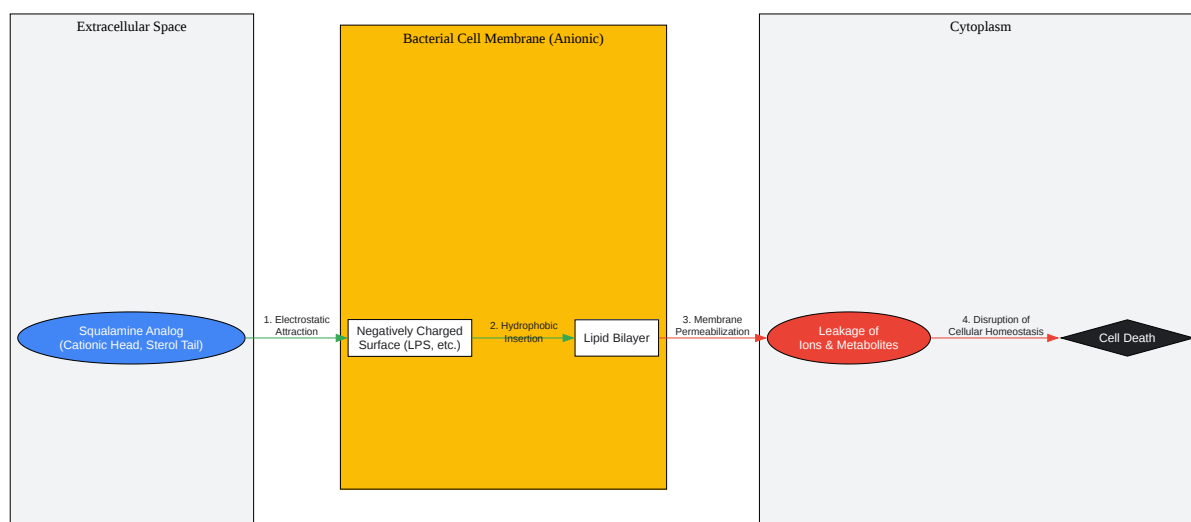 Extracellular Space
Bacterial Cell Membrane (Anionic)
Cytoplasm
Squalamine Analog
(Cationic Head, Sterol Tail)
1. Electrostatic
Attraction
Negatively Charged
Surface (LPS, etc.)
2. Hydrophobic
Insertion
Lipid Bilayer
3. Membrane
Permeabilization
Leakage of
Ions & Metabolites
4. Disruption of
Cellular Homeostasis
Cell Death